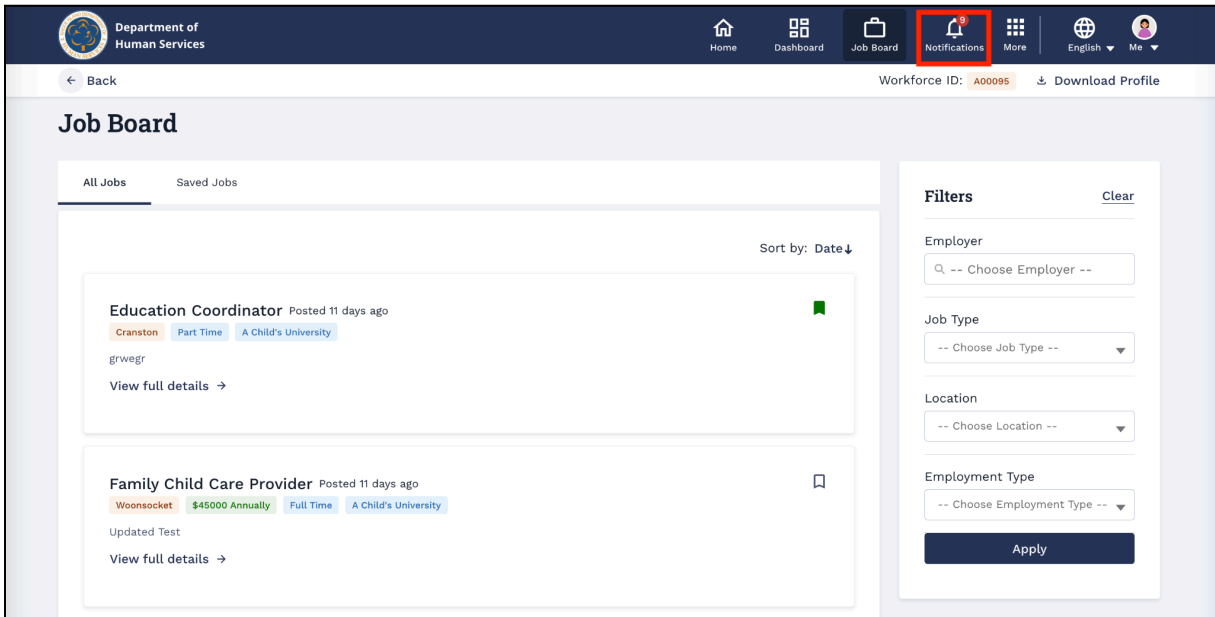 Department of
Human Services
Home
Dashboard
Job Board
9
Notifications
More
English
Me
Back
Workforce ID: A00095
Download Profile
Job Board
All Jobs
Saved Jobs
Sort by: Date↓
Education Coordinator Posted 11 days ago
Cranston Part Time A Child's University
grwegr
View full details →
Family Child Care Provider Posted 11 days ago
Woonsocket $45000 Annually Full Time A Child's University
Updated Test
View full details →
Filters
Clear
Employer
-- Choose Employer --
Job Type
-- Choose Job Type --
Location
-- Choose Location --
Employment Type
-- Choose Employment Type --
Apply